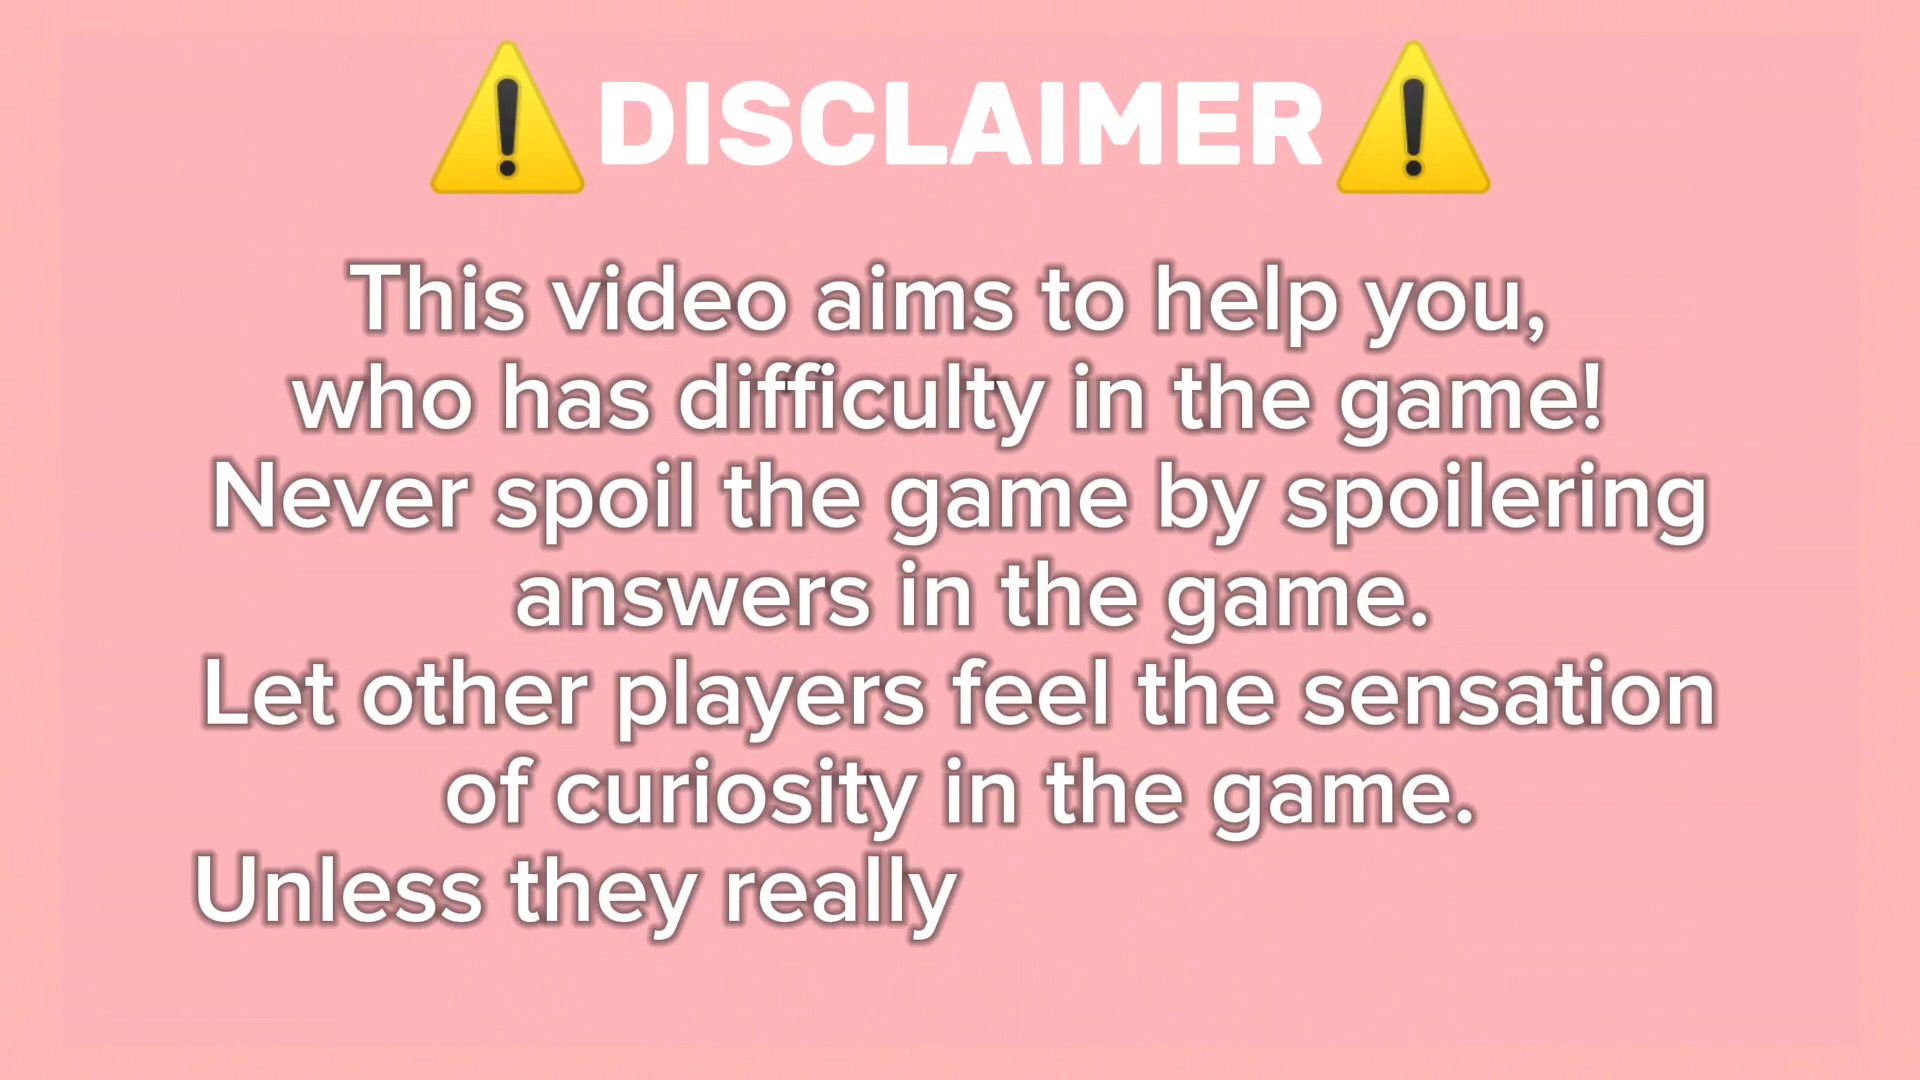 ⚠️DISCLAIMER⚠️
This video aims to help you,
who has difficulty in the game!
Never spoil the game by spoilering
answers in the game.
Let other players feel the sensation
of curiosity in the game.
Unless they really